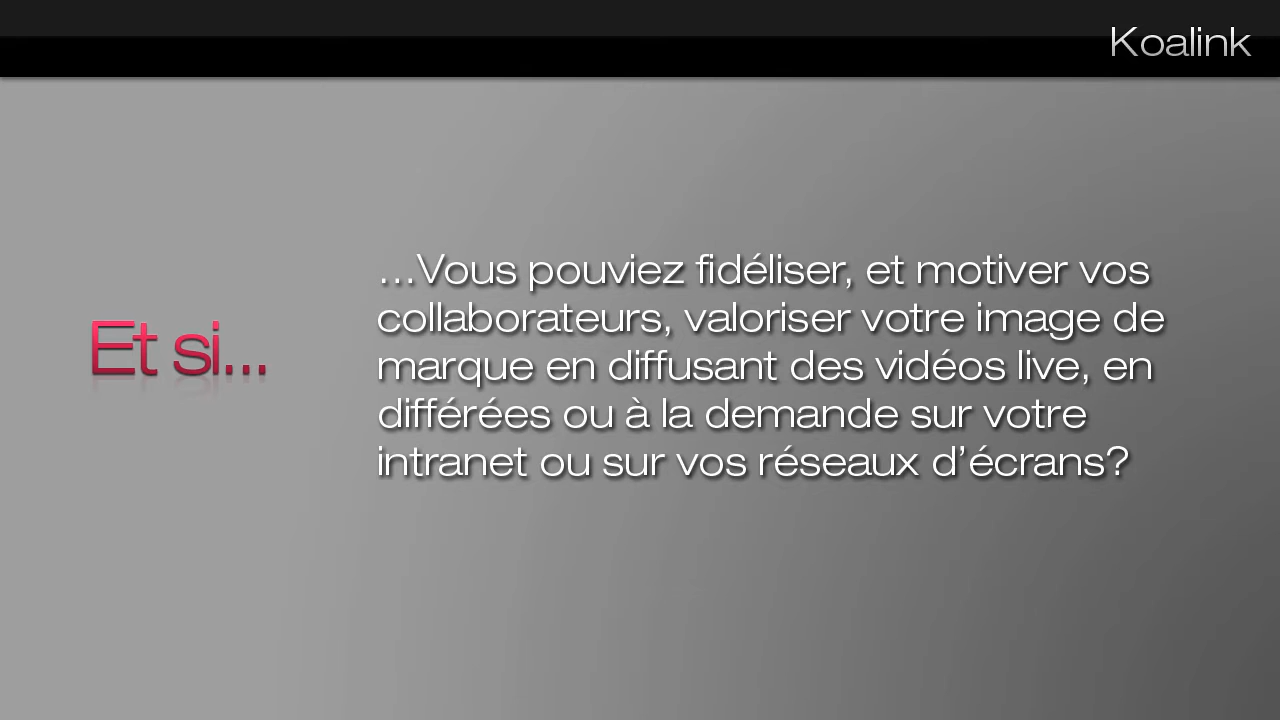 Koalink
Et si...
...Vous pouviez fidéliser, et motiver vos
collaborateurs, valoriser votre image de
marque en diffusant des vidéos live, en
différées ou à la demande sur votre
intranet ou sur vos réseaux d’écrans?